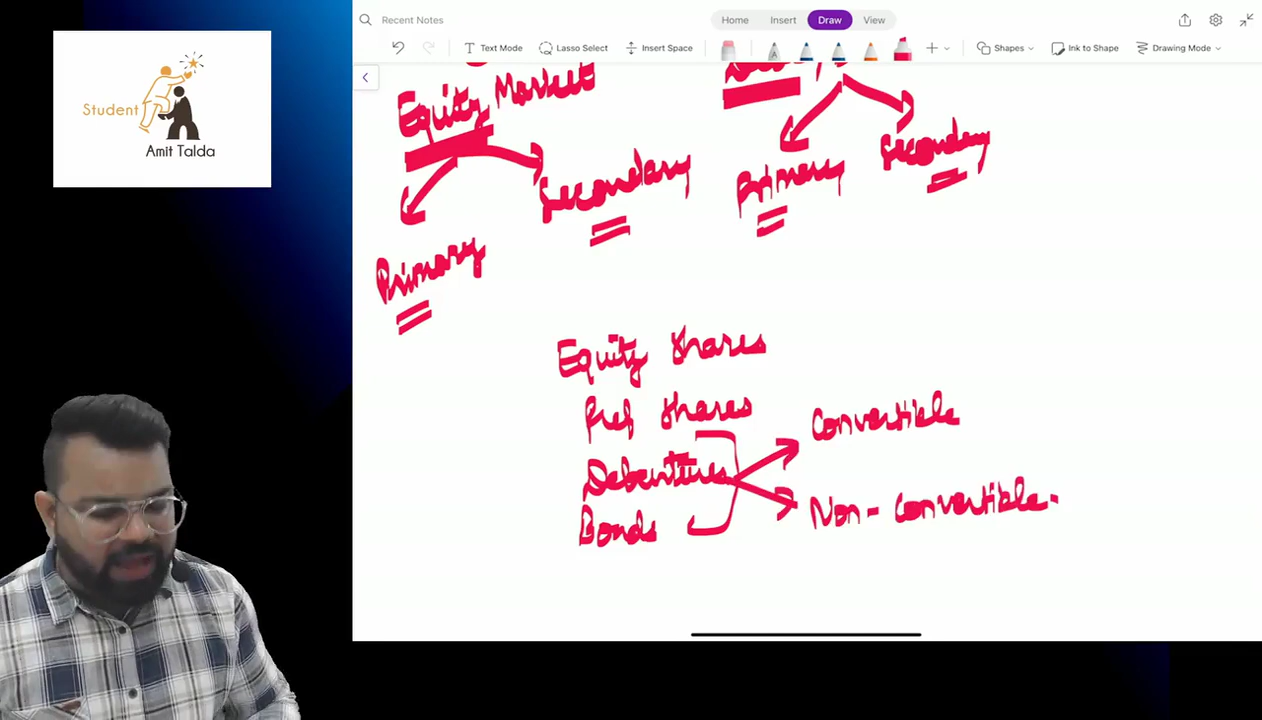 Recent Notes
Home Insert Draw View
Text Mode Lasso Select Insert Space Shapes Ink to Shape Drawing Mode
Student
Amit Talda
Equity Market
Secondary
Primary
Primary
Secondary
Equity Shares
Pref Shares
Debentures
Bonds
Convertible
Non-Convertible.